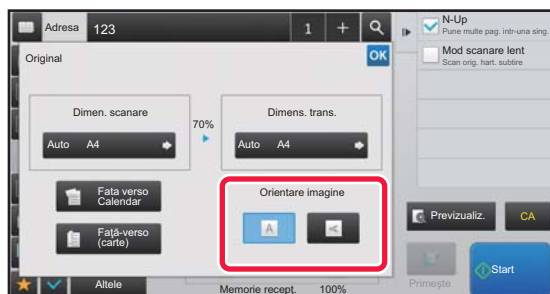 Adresa 123 1 +
Original OK
Dimen. scanare
Auto A4
70%
Dimens. trans.
Auto A4
Fata verso
Calendar
Față-verso
(carte)
Orientare imagine
A A
Altele
Memorie recept. 100%
N-Up
Pune multe pag. intr-una sing.
Mod scanare lent
Scan orig. hart. subtire
Previzualiz. CA
Primește
Start